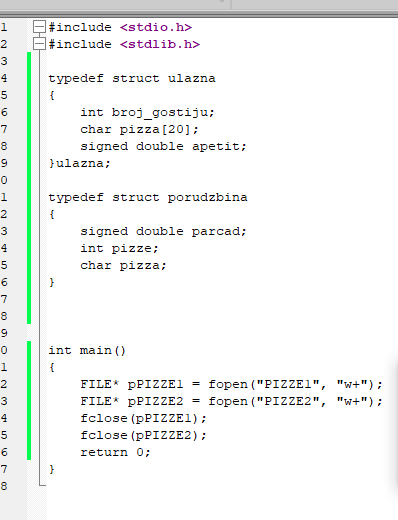 1 #include <stdio.h>
2 #include <stdlib.h>
3
4 typedef struct ulazna
5 {
6     int broj_gostiju;
7     char pizza[20];
8     signed double apetit;
9 }ulazna;
0
1 typedef struct porudzbina
2 {
3     signed double parcad;
4     int pizze;
5     char pizza;
6 }
7
8
9
0 int main()
1 {
2     FILE* pPIZZE1 = fopen("PIZZE1", "w+");
3     FILE* pPIZZE2 = fopen("PIZZE2", "w+");
4     fclose(pPIZZE1);
5     fclose(pPIZZE2);
6     return 0;
7 }
8